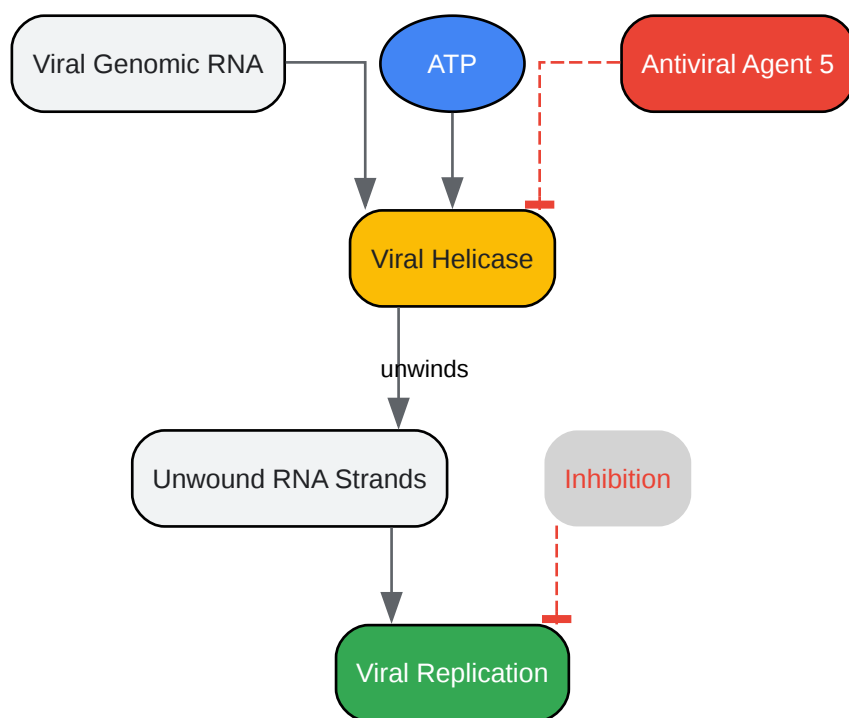 Viral Genomic RNA
ATP
Antiviral Agent 5
Viral Helicase
unwinds
Unwound RNA Strands
Inhibition
Viral Replication